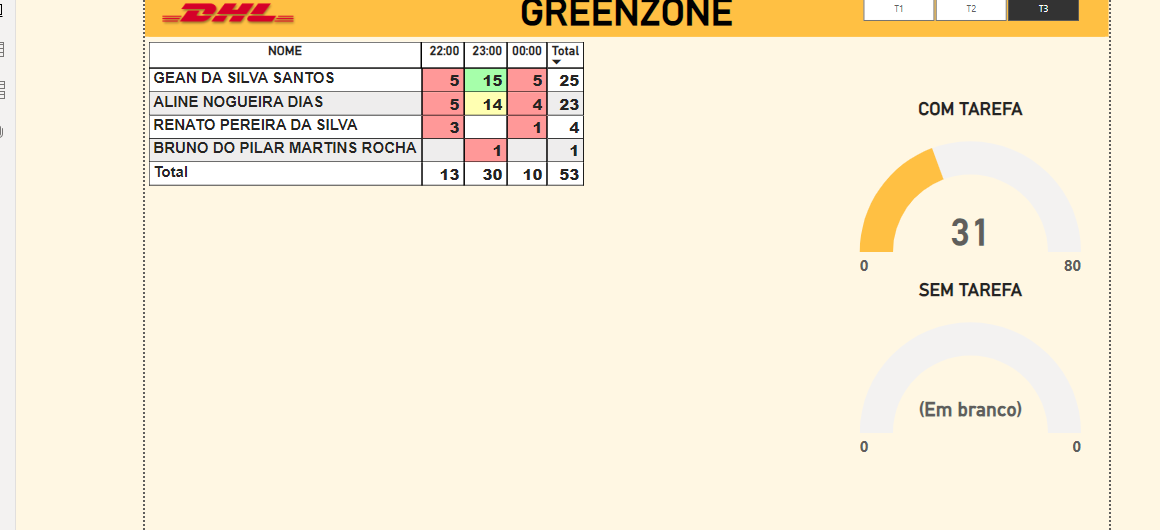 DHL
GREENZONE
T1 T2 T3
NOME 22:00 23:00 00:00 Total
GEAN DA SILVA SANTOS 5 15 5 25
ALINE NOGUEIRA DIAS 5 14 4 23
RENATO PEREIRA DA SILVA 3 1 4
BRUNO DO PILAR MARTINS ROCHA 1 1
Total 13 30 10 53
COM TAREFA
31
0 80
SEM TAREFA
(Em branco)
0 0